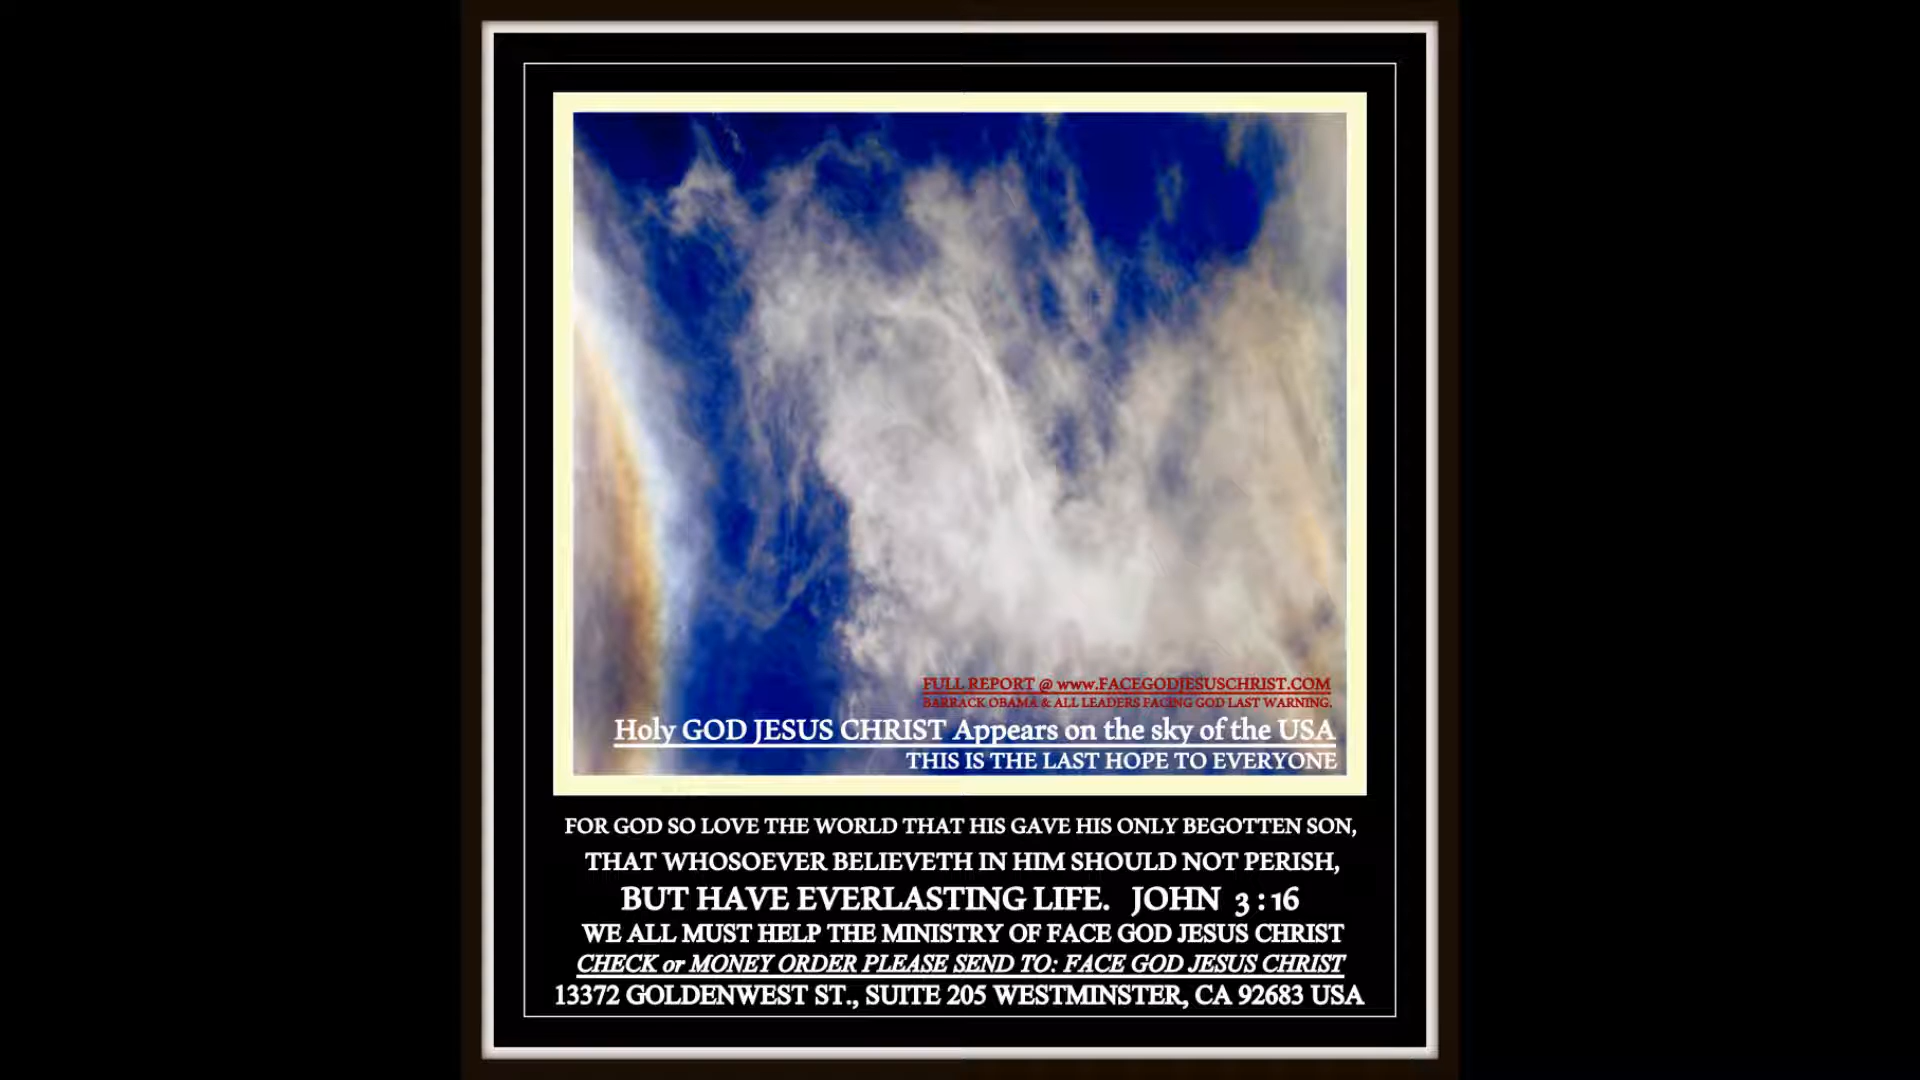 FULL REPORT @ www.FACEGODJESUSCHRIST.COM
BARRACK OBAMA & ALL LEADERS FACING GOD LAST WARNING.
Holy GOD JESUS CHRIST Appears on the sky of the USA
THIS IS THE LAST HOPE TO EVERYONE
FOR GOD SO LOVE THE WORLD THAT HIS GAVE HIS ONLY BEGOTTEN SON,
THAT WHOSOEVER BELIEVETH IN HIM SHOULD NOT PERISH,
BUT HAVE EVERLASTING LIFE. JOHN 3 : 16
WE ALL MUST HELP THE MINISTRY OF FACE GOD JESUS CHRIST
CHECK or MONEY ORDER PLEASE SEND TO: FACE GOD JESUS CHRIST
13372 GOLDENWEST ST., SUITE 205 WESTMINSTER, CA 92683 USA